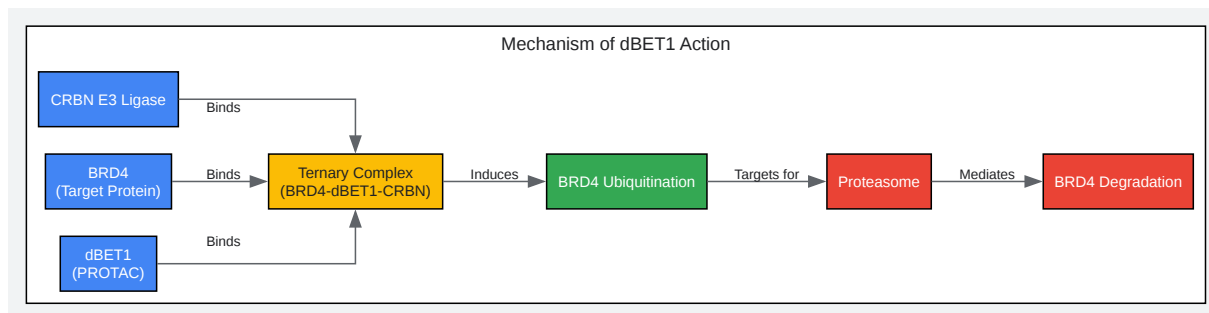 Mechanism of dBET1 Action
CRBN E3 Ligase
Binds
BRD4
(Target Protein)
Binds
Ternary Complex
(BRD4-dBET1-CRBN)
Induces
BRD4 Ubiquitination
Targets for
Proteasome
Mediates
BRD4 Degradation
Binds
dBET1
(PROTAC)